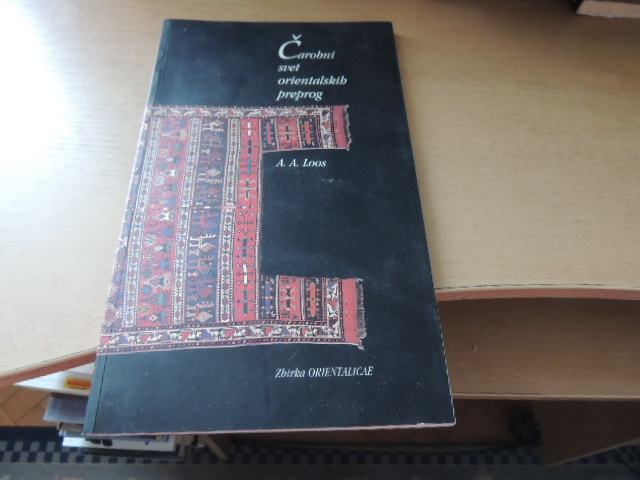 Čarobni
svet
orientalskih
preprog
A. A. Loos
Zbirka ORIENTALICAE